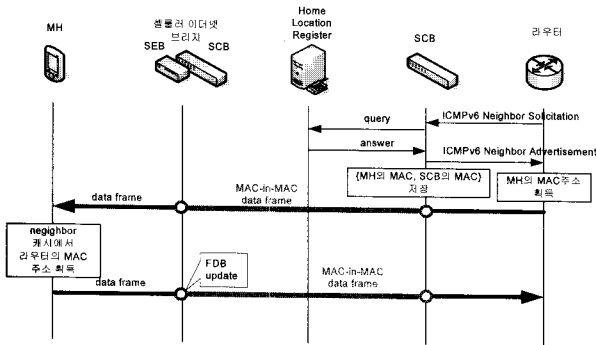 MH
셀룰러 이더넷
브리지
SEB
SCB
Home
Location
Register
SCB
라우터
ICMPv6 Neighbor Solicitation
query
answer
ICMPv6 Neighbor Advertisement
{MH의 MAC, SCB의 MAC}
저장
MH의 MAC주소
획득
data frame
MAC-in-MAC
data frame
negighbor
캐시에서
라우터의 MAC
주소 획득
FDB
update
data frame
MAC-in-MAC
data frame